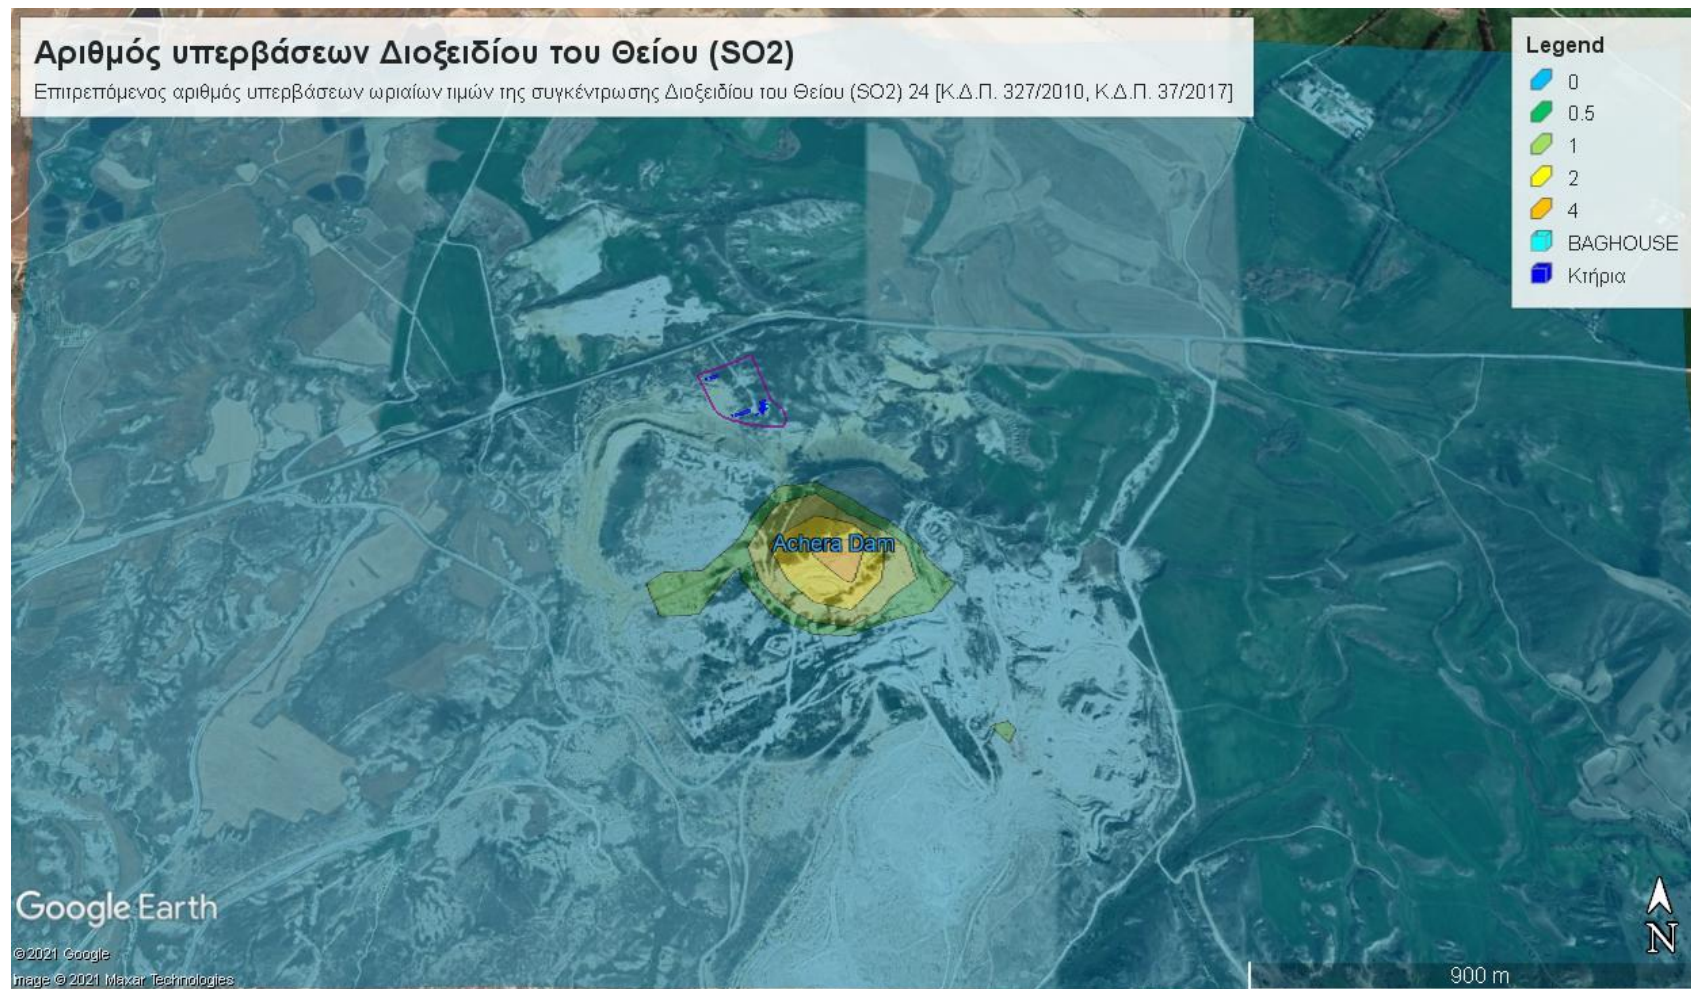 Αριθμός υπερβάσεων Διοξειδίου του Θείου (SO2)
Επιτρεπόμενος αριθμός υπερβάσεων ωριαίων τιμών της συγκέντρωσης Διοξειδίου του Θείου (SO2) 24 [Κ.Δ.Π. 327/2010, Κ.Δ.Π. 37/2017]
Legend
0
0.5
1
2
4
BAGHOUSE
Κτήρια
Achera Dam
Google Earth
© 2021 Google
Image © 2021 Maxar Technologies
N
900 m